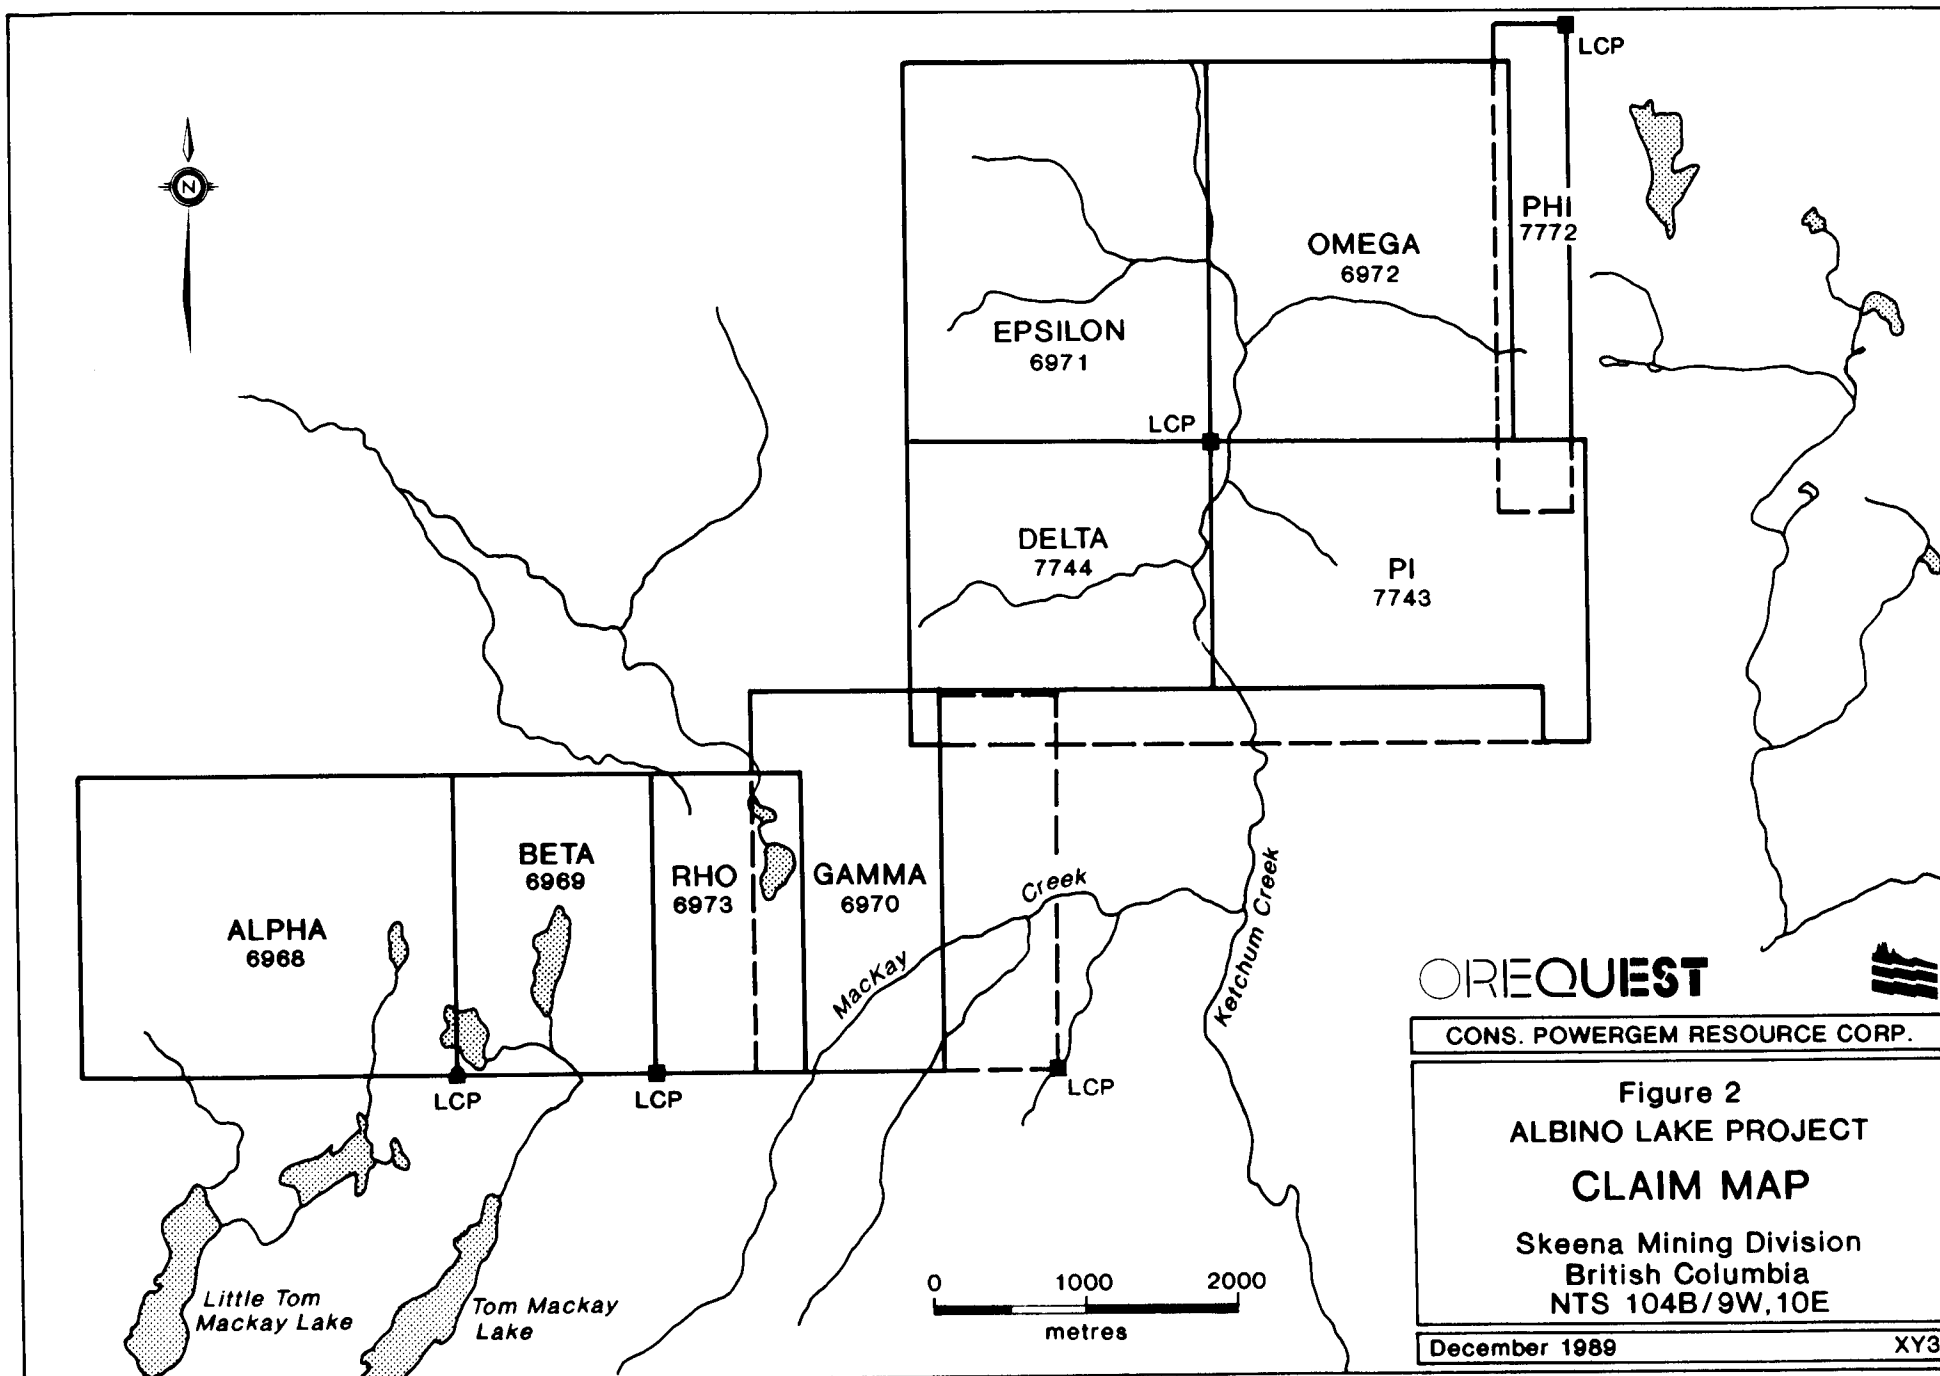 LCP
N
PHI
7772
OMEGA
6972
EPSILON
6971
LCP
DELTA
7744
PI
7743
BETA
6969
RHO
6973
GAMMA
6970
ALPHA
6968
Creek
MacKay
Ketchum Creek
LCP
LCP
LCP
Little Tom
Mackay Lake
Tom Mackay
Lake
0 1000 2000
metres
OREQUEST
CONS. POWERGEM RESOURCE CORP.
Figure 2
ALBINO LAKE PROJECT
CLAIM MAP
Skeena Mining Division
British Columbia
NTS 104B/9W,10E
December 1989 XY3